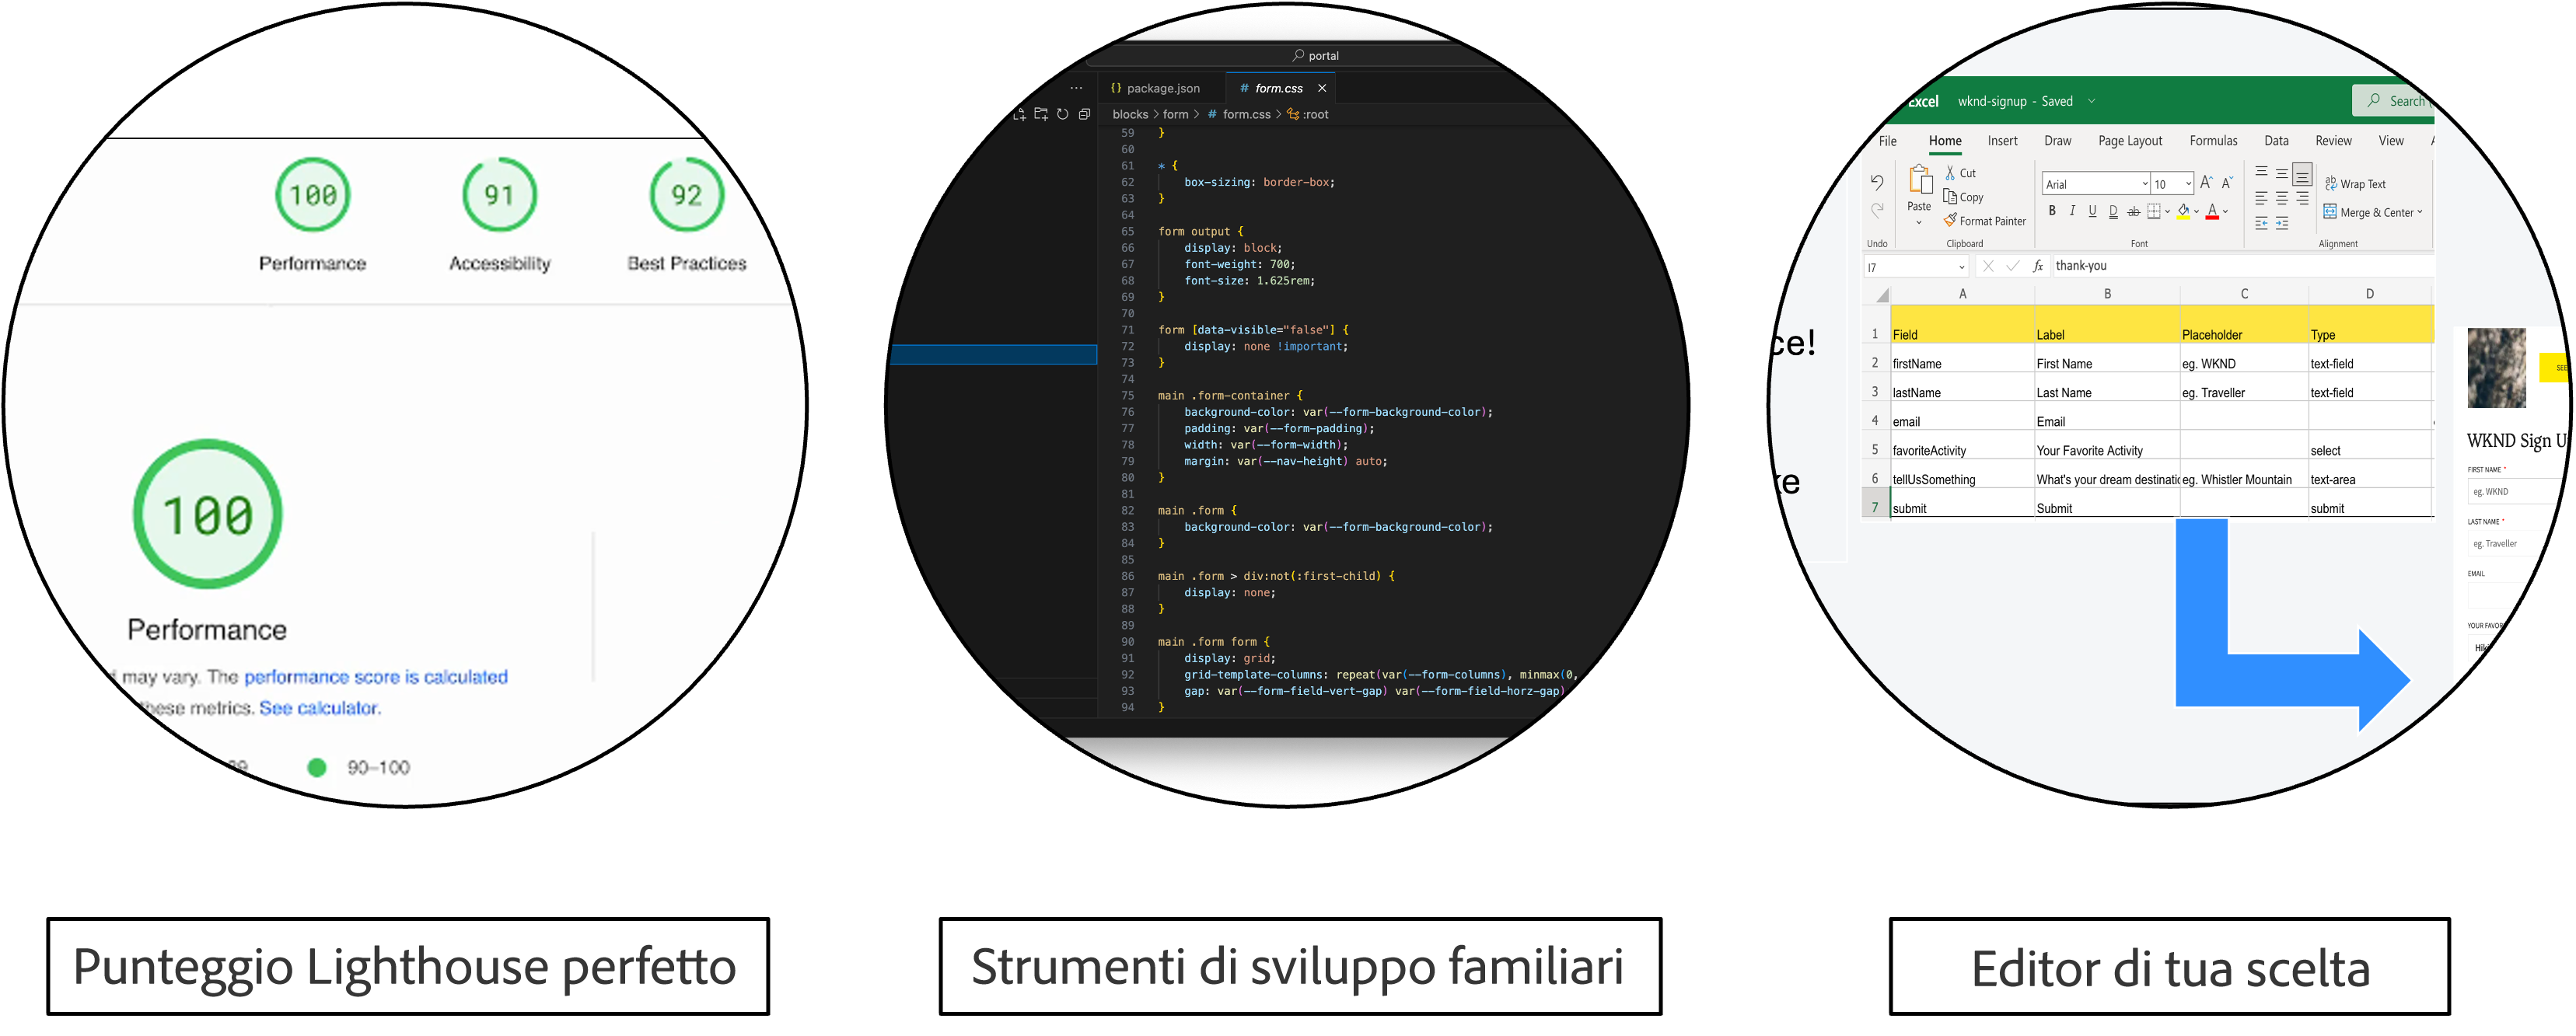 100
91
92
Performance
Accessibility
Best Practices
100
Performance
may vary. The performance score is calculated
these metrics. See calculator.
90–100
Punteggio Lighthouse perfetto
portal
··· {} package.json # form.css ×
blocks > form > # form.css > :root
59 }
60
61 * {
62 box-sizing: border-box;
63 }
64
65 form output {
66 display: block;
67 font-weight: 700;
68 font-size: 1.625rem;
69 }
70
71 form [data-visible="false"] {
72 display: none !important;
73 }
74
75 main .form-container {
76 background-color: var(--form-background-color);
77 padding: var(--form-padding);
78 width: var(--form-width);
79 margin: var(--nav-height) auto;
80 }
81
82 main .form {
83 background-color: var(--form-background-color);
84 }
85
86 main .form > div:not(:first-child) {
87 display: none;
88 }
89
90 main .form form {
91 display: grid;
92 grid-template-columns: repeat(var(--form-columns), minmax(0,
93 gap: var(--form-field-vert-gap) var(--form-field-horz-gap)
94 }
Strumenti di sviluppo familiari
Excel wknd-signup - Saved Search
File Home Insert Draw Page Layout Formulas Data Review View
Paste
Cut
Copy
Format Painter
Arial 10
B I U D ab A
Wrap Text
Merge & Center
Undo Clipboard Font Alignment
I7 fx thank-you
A B C D
1 Field Label Placeholder Type
2 firstName First Name eg. WKND text-field
3 lastName Last Name eg. Traveller text-field
4 email Email
5 favoriteActivity Your Favorite Activity select
6 tellUsSomething What's your dream destinatio eg. Whistler Mountain text-area
7 submit Submit submit
ce!
ke
SEE
WKND Sign U
FIRST NAME *
eg. WKND
LAST NAME *
eg. Traveller
EMAIL
YOUR FAVOR
Hiki
Editor di tua scelta